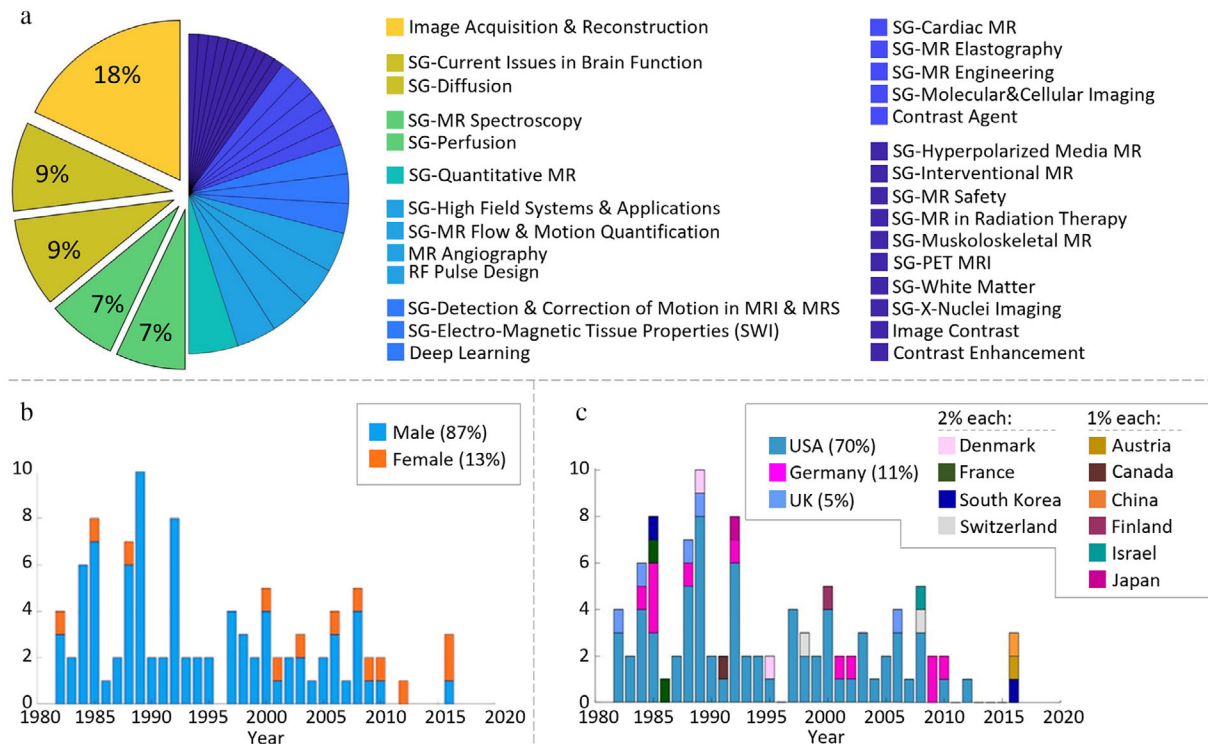 a
18%
9%
9%
7%
7%
Image Acquisition & Reconstruction
SG-Current Issues in Brain Function
SG-Diffusion
SG-MR Spectroscopy
SG-Perfusion
SG-Quantitative MR
SG-High Field Systems & Applications
SG-MR Flow & Motion Quantification
MR Angiography
RF Pulse Design
SG-Detection & Correction of Motion in MRI & MRS
SG-Electro-Magnetic Tissue Properties (SWI)
Deep Learning
SG-Cardiac MR
SG-MR Elastography
SG-MR Engineering
SG-Molecular&Cellular Imaging
Contrast Agent
SG-Hyperpolarized Media MR
SG-Interventional MR
SG-MR Safety
SG-MR in Radiation Therapy
SG-Muskoloskeletal MR
SG-PET MRI
SG-White Matter
SG-X-Nuclei Imaging
Image Contrast
Contrast Enhancement
b
Male (87%)
Female (13%)
10
8
6
4
2
0
1980 1985 1990 1995 2000 2005 2010 2015 2020
Year
c
USA (70%)
Germany (11%)
UK (5%)
2% each:
Denmark
France
South Korea
Switzerland
1% each:
Austria
Canada
China
Finland
Israel
Japan
10
8
6
4
2
0
1980 1985 1990 1995 2000 2005 2010 2015 2020
Year